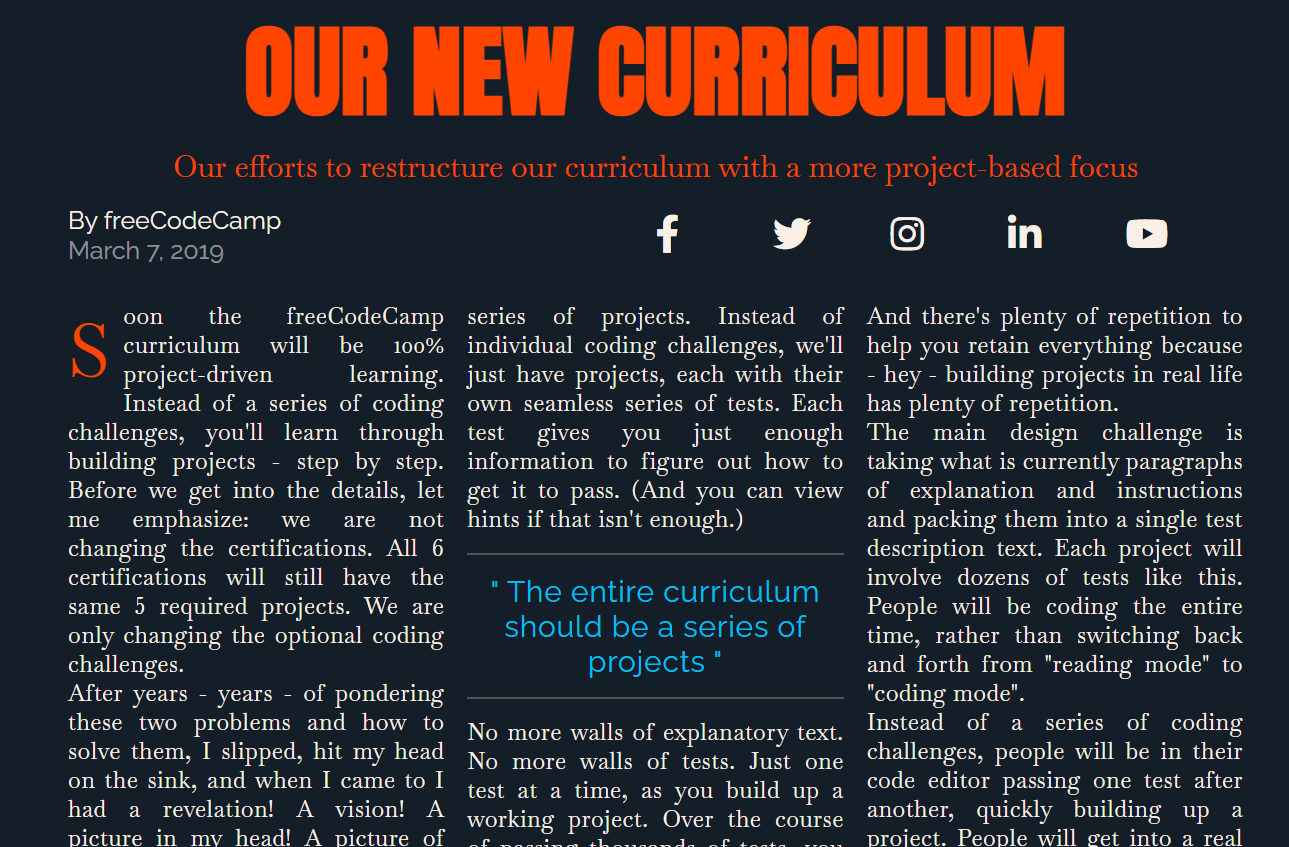 OUR NEW CURRICULUM
Our efforts to restructure our curriculum with a more project-based focus
By freeCodeCamp
March 7, 2019
Soon the freeCodeCamp
curriculum will be 100%
project-driven learning.
Instead of a series of coding
challenges, you'll learn through
building projects - step by step.
Before we get into the details, let
me emphasize: we are not
changing the certifications. All 6
certifications will still have the
same 5 required projects. We are
only changing the optional coding
challenges.
After years - years - of pondering
these two problems and how to
solve them, I slipped, hit my head
on the sink, and when I came to I
had a revelation! A vision! A
picture in my head! A picture of
series of projects. Instead of
individual coding challenges, we'll
just have projects, each with their
own seamless series of tests. Each
test gives you just enough
information to figure out how to
get it to pass. (And you can view
hints if that isn't enough.)
" The entire curriculum
should be a series of
projects "
No more walls of explanatory text.
No more walls of tests. Just one
test at a time, as you build up a
working project. Over the course
of passing thousands of tests, you
And there's plenty of repetition to
help you retain everything because
- hey - building projects in real life
has plenty of repetition.
The main design challenge is
taking what is currently paragraphs
of explanation and instructions
and packing them into a single test
description text. Each project will
involve dozens of tests like this.
People will be coding the entire
time, rather than switching back
and forth from "reading mode" to
"coding mode".
Instead of a series of coding
challenges, people will be in their
code editor passing one test after
another, quickly building up a
project. People will get into a real